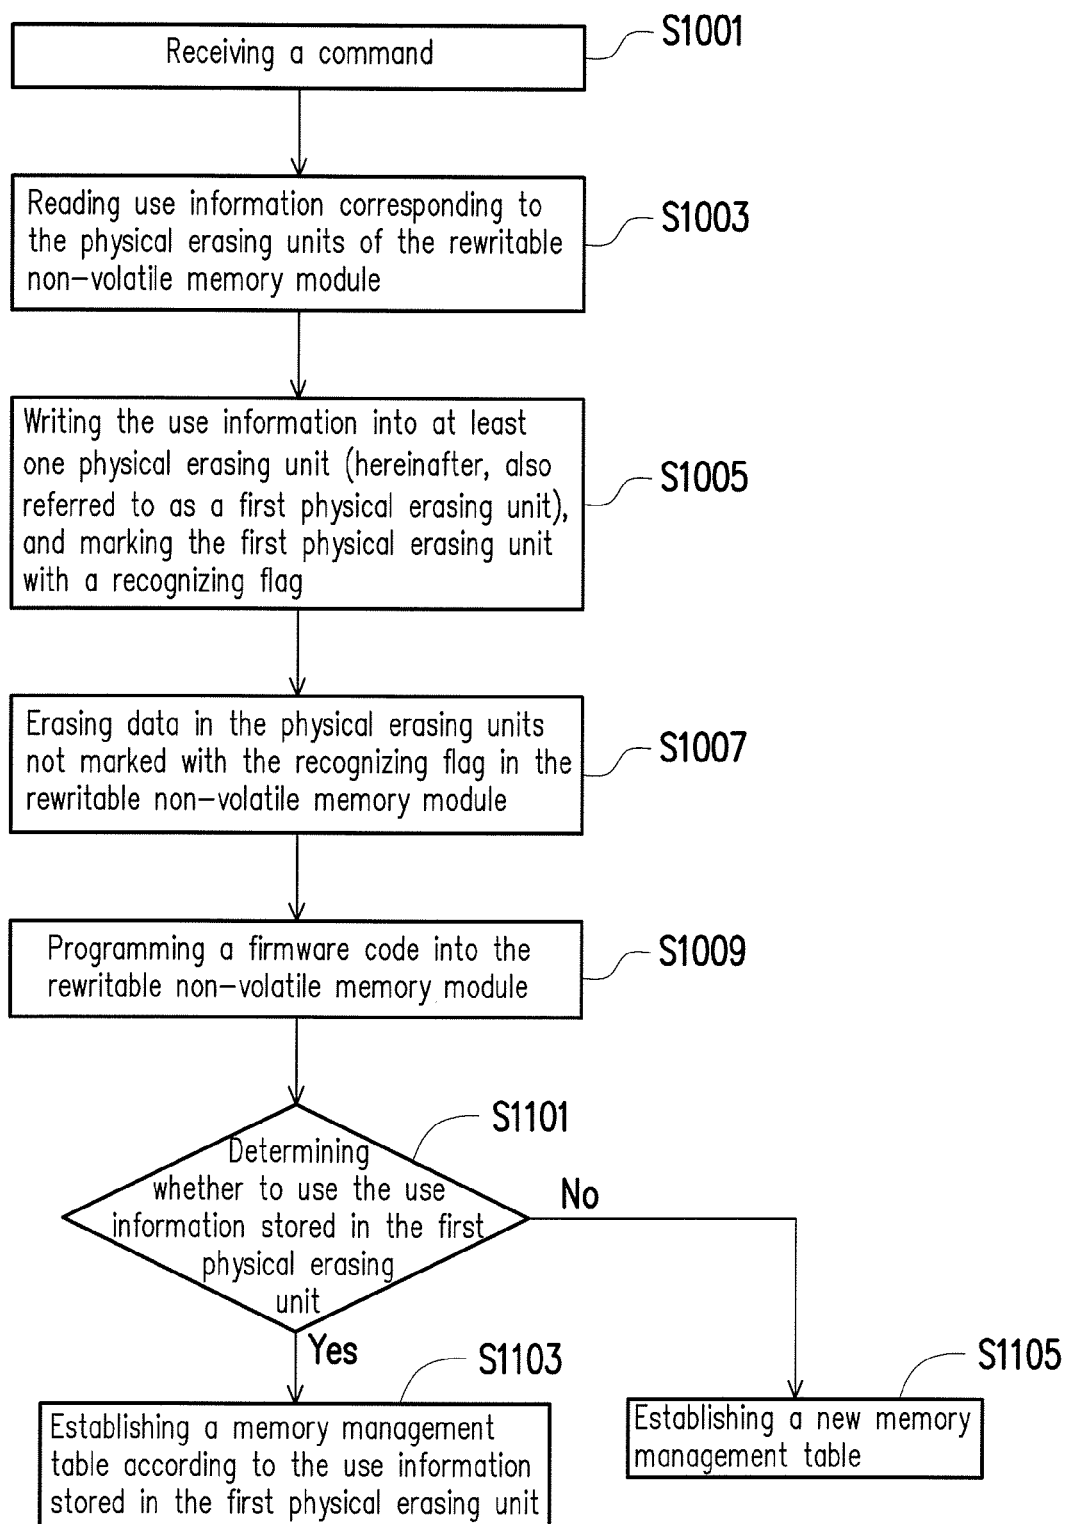 Receiving a command
S1001
Reading use information corresponding to
the physical erasing units of the rewritable
non-volatile memory module
S1003
Writing the use information into at least
one physical erasing unit (hereinafter, also
referred to as a first physical erasing unit),
and marking the first physical erasing unit
with a recognizing flag
S1005
Erasing data in the physical erasing units
not marked with the recognizing flag in the
rewritable non-volatile memory module
S1007
Programming a firmware code into the
rewritable non-volatile memory module
S1009
S1101
Determining
whether to use the use
information stored in the first
physical erasing
unit
No
Yes
S1103
Establishing a memory management
table according to the use information
stored in the first physical erasing unit
S1105
Establishing a new memory
management table